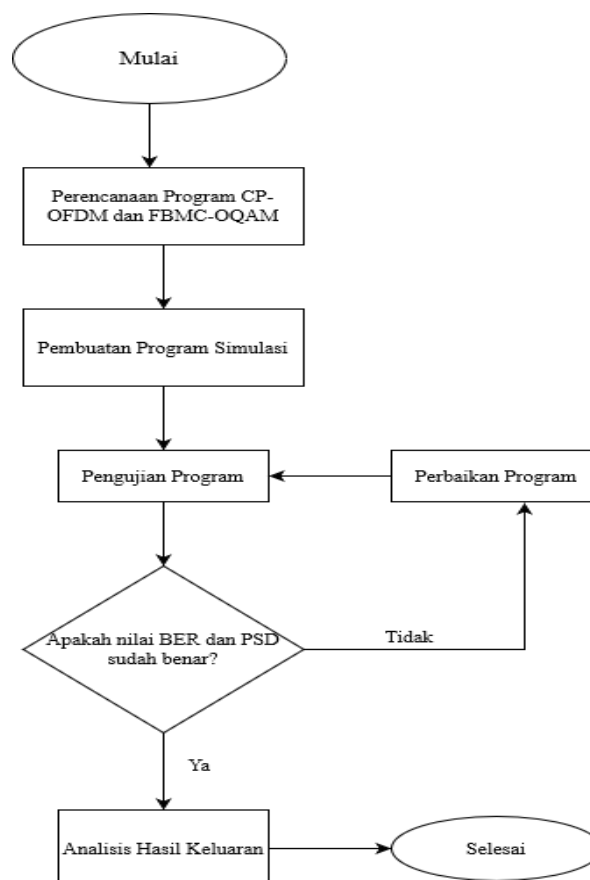 Mulai
Perencanaan Program CP-
OFDM dan FBMC-OQAM
Pembuatan Program Simulasi
Pengujian Program
Perbaikan Program
Apakah nilai BER dan PSD
sudah benar?
Tidak
Ya
Analisis Hasil Keluaran
Selesai